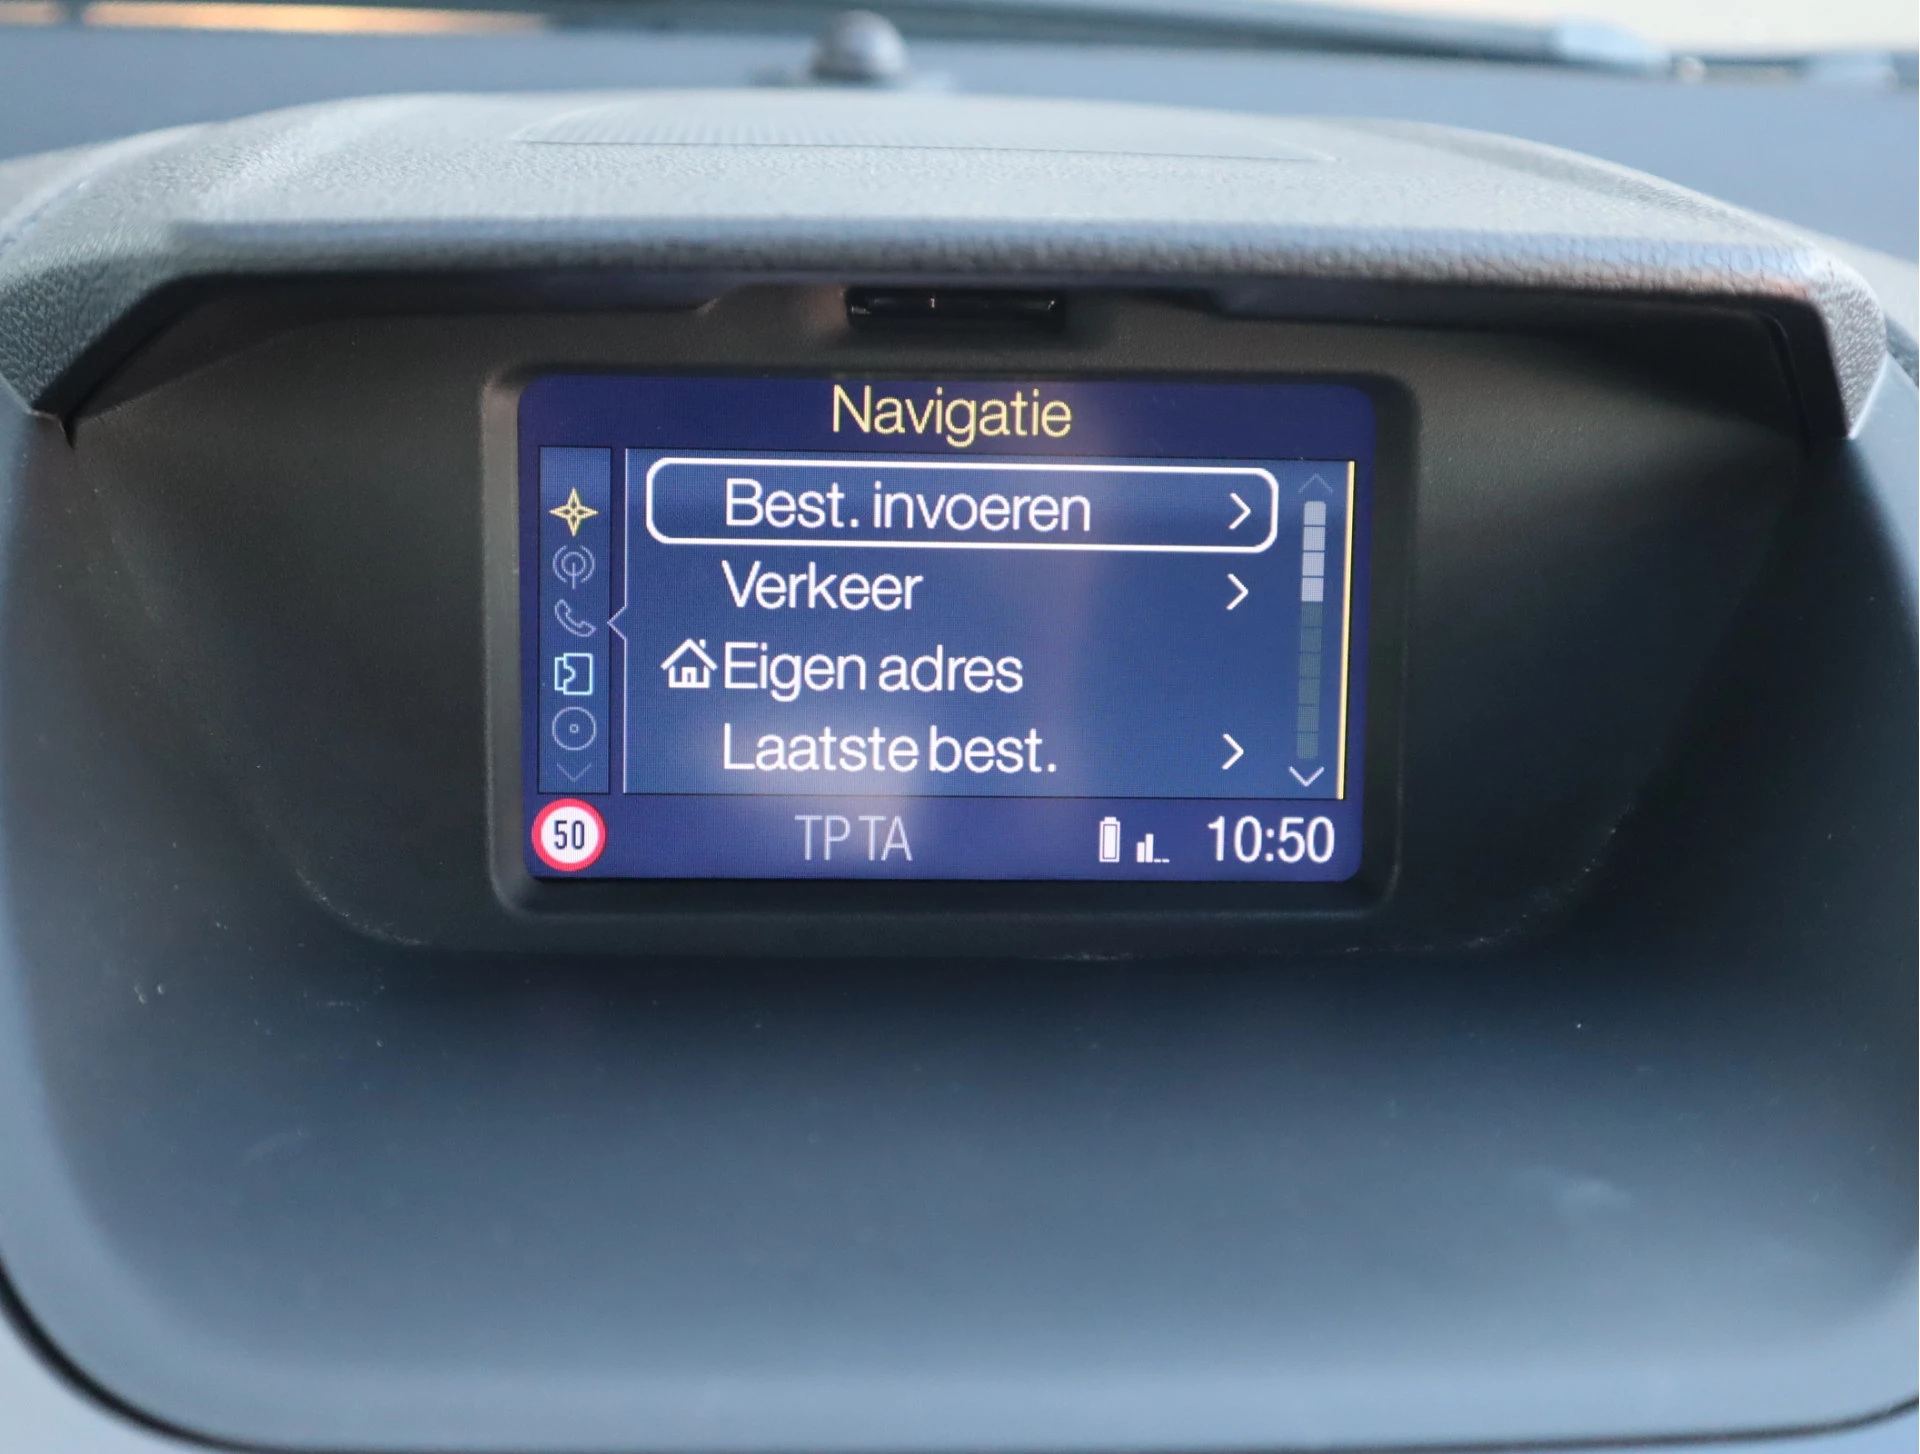 Navigatie
Best. invoeren
Verkeer
Eigen adres
Laatste best.
50 TP TA 10:50